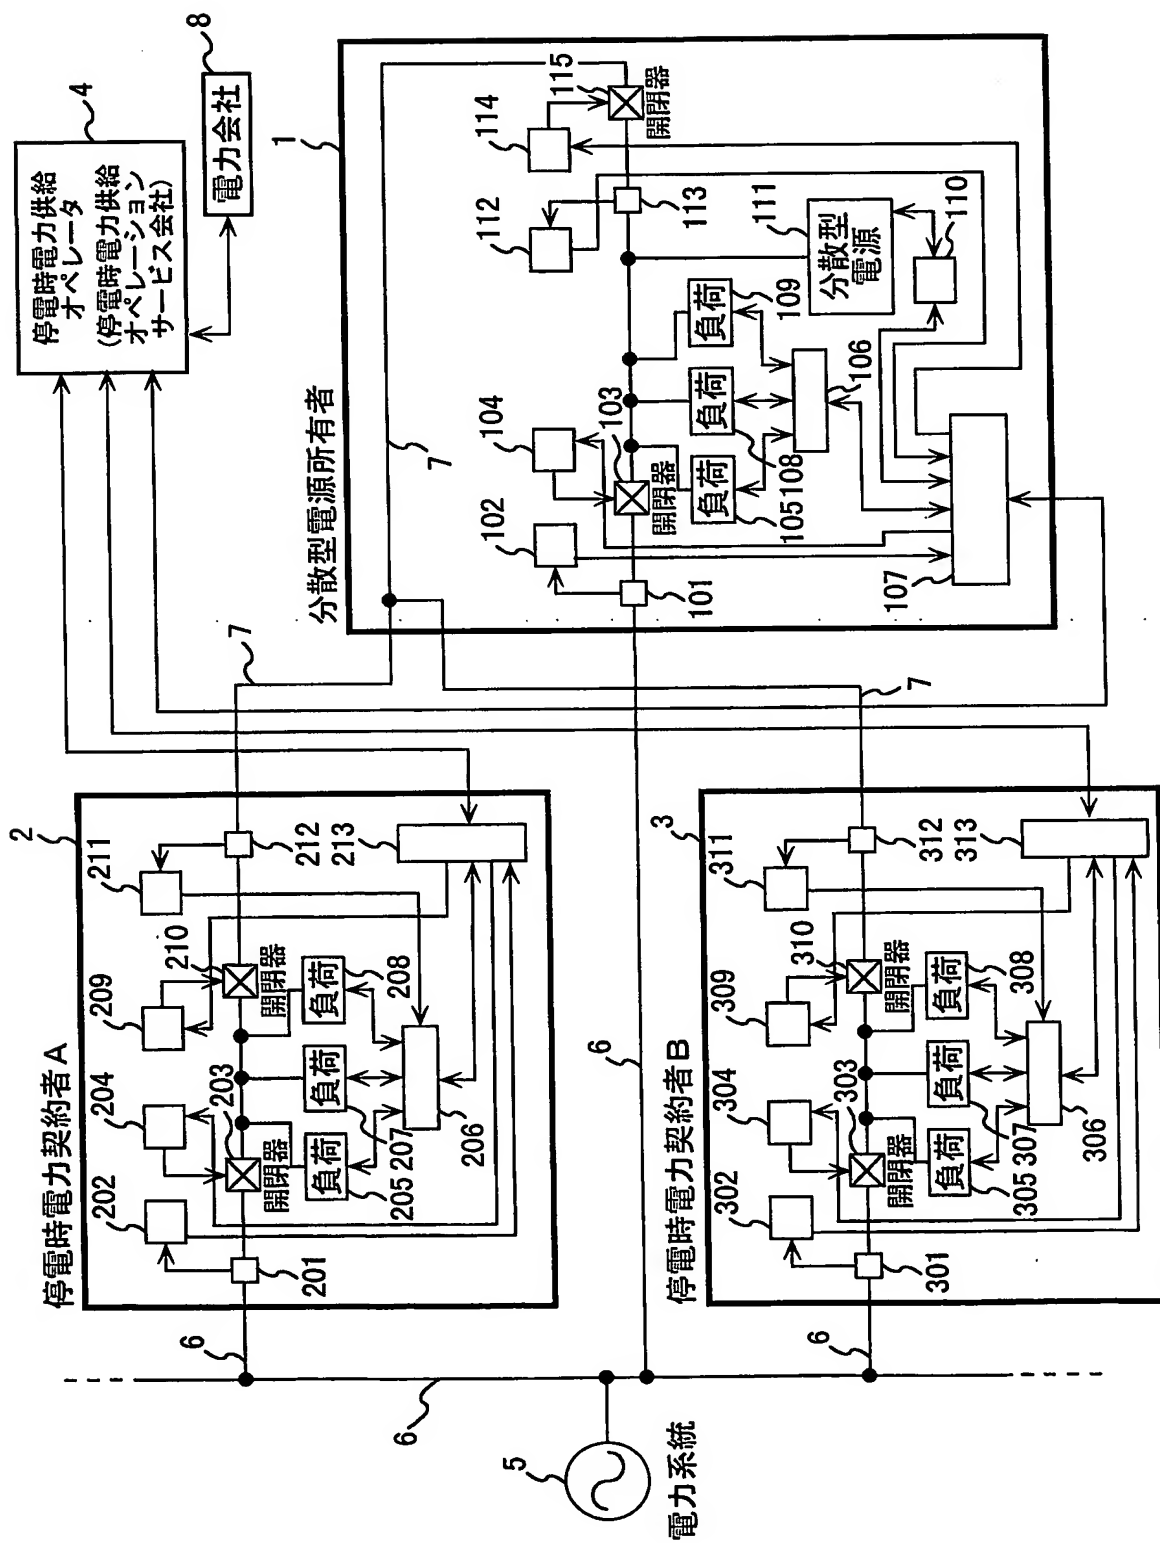 停電時電力供給
オペレータ
(停電時電力供給
オペレーション
サービス会社)
4
電力会社
8
分散型電源所有者
1
7
102
104
103
開閉器
112
114
115
開閉器
113
101
負荷
負荷
負荷
105
108
109
106
111
分散型
電源
110
107
7
7
停電時電力契約者A
2
202
204
203
開閉器
209
210
開閉器
211
212
213
201
負荷
負荷
負荷
205
207
208
206
6
6
6
5
電力系統
停電時電力契約者B
3
302
304
303
開閉器
309
310
開閉器
311
312
313
301
負荷
負荷
負荷
305
307
308
306
6